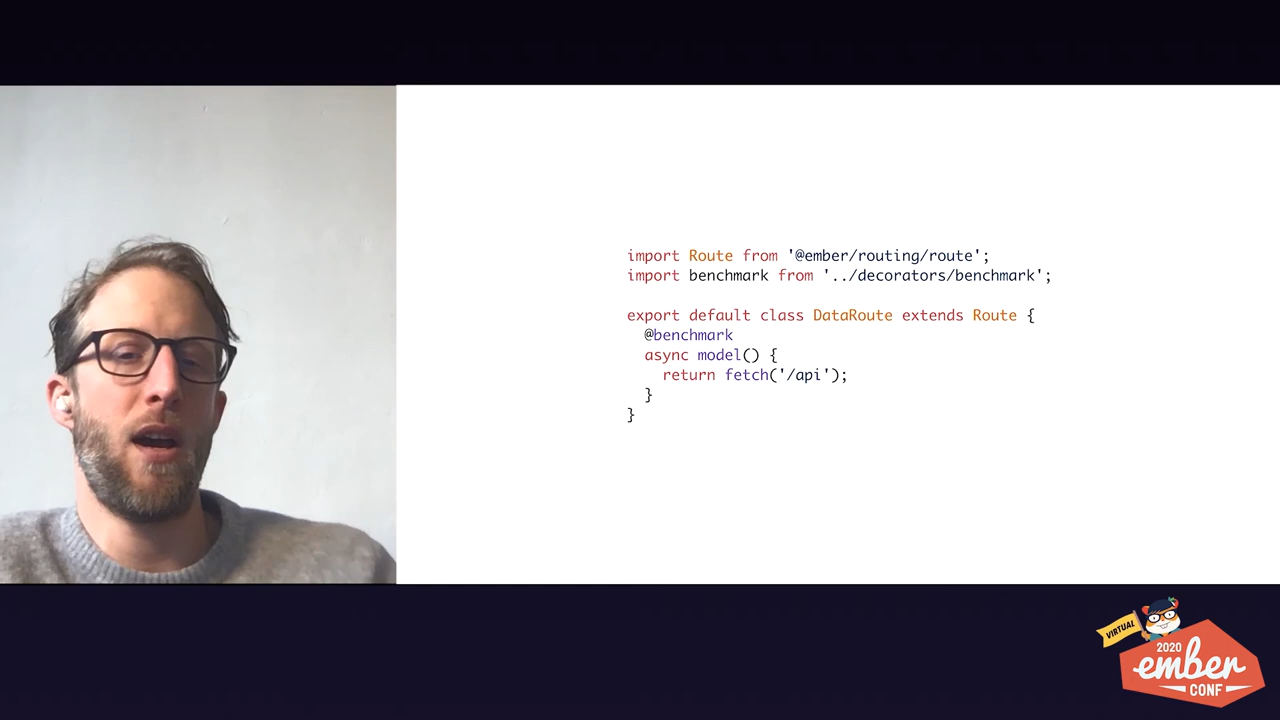 import Route from '@ember/routing/route';
import benchmark from '../decorators/benchmark';
export default class DataRoute extends Route {
@benchmark
async model() {
return fetch('/api');
}
}
VIRTUAL
2020
ember
CONF